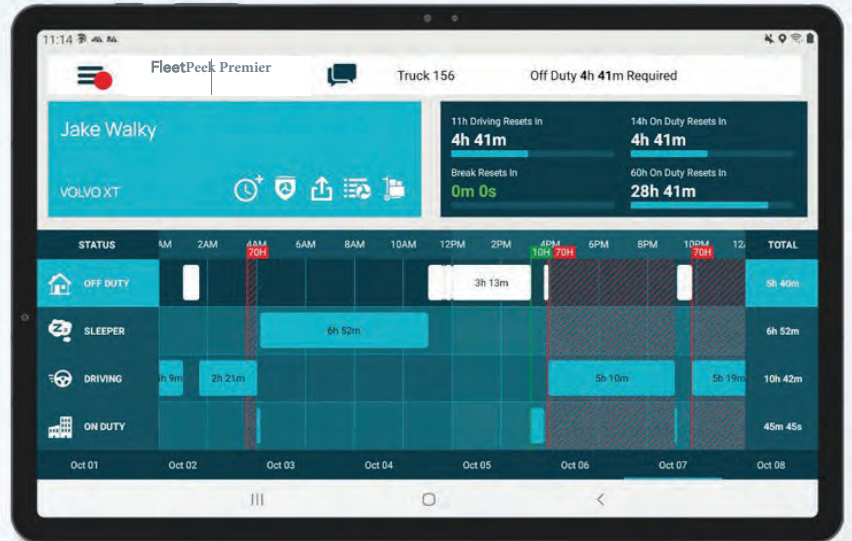 11:14
FleetPeek Premier
Truck 156
Off Duty 4h 41m Required
Jake Walky
VOLVO XT
11h Driving Resets In
4h 41m
14h On Duty Resets In
4h 41m
Break Resets In
0m 0s
60h On Duty Resets In
28h 41m
STATUS AM 2AM 4AM 6AM 8AM 10AM 12PM 2PM 4PM 6PM 8PM 10PM 12 TOTAL
70H 10H 70H 70H
OFF DUTY 3h 13m 5h 40m
SLEEPER 6h 52m 6h 52m
DRIVING h 9m 2h 21m 5h 10m 5h 19m 10h 42m
ON DUTY 45m 45s
Oct 01 Oct 02 Oct 03 Oct 04 Oct 05 Oct 06 Oct 07 Oct 08